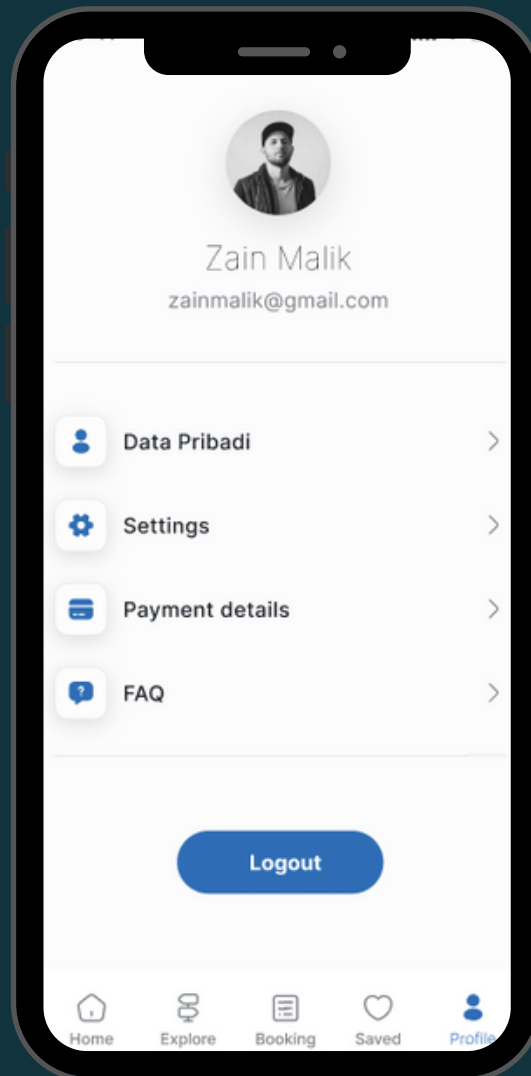 Zain Malik
zainmalik@gmail.com
Data Pribadi
Settings
Payment details
?
FAQ
Logout
Home
Explore
Booking
Saved
Profile